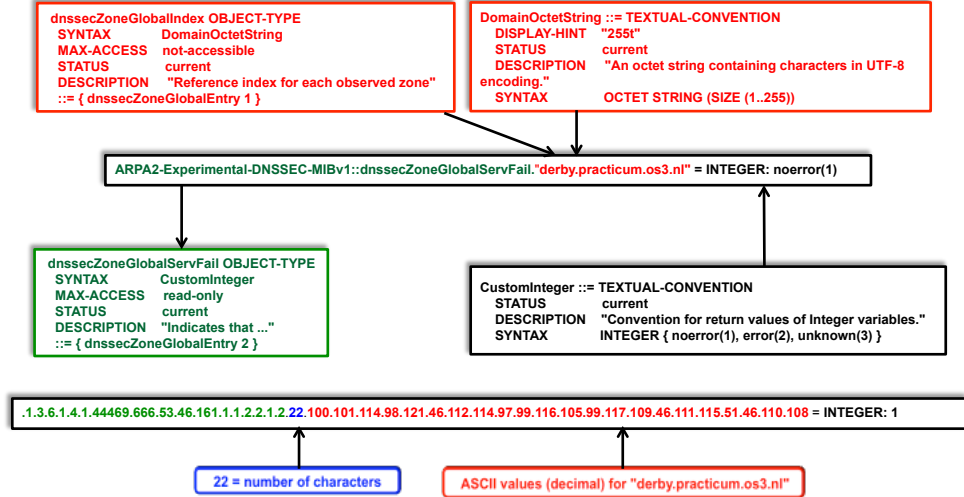 dnssecZoneGlobalIndex OBJECT-TYPE
SYNTAX DomainOctetString
MAX-ACCESS not-accessible
STATUS current
DESCRIPTION "Reference index for each observed zone"
::= { dnssecZoneGlobalEntry 1 }
DomainOctetString ::= TEXTUAL-CONVENTION
DISPLAY-HINT "255t"
STATUS current
DESCRIPTION "An octet string containing characters in UTF-8
encoding."
SYNTAX OCTET STRING (SIZE (1..255))
ARPA2-Experimental-DNSSEC-MIBv1::dnssecZoneGlobalServFail."derby.practicum.os3.nl" = INTEGER: noerror(1)
dnssecZoneGlobalServFail OBJECT-TYPE
SYNTAX CustomInteger
MAX-ACCESS read-only
STATUS current
DESCRIPTION "Indicates that ..."
::= { dnssecZoneGlobalEntry 2 }
CustomInteger ::= TEXTUAL-CONVENTION
STATUS current
DESCRIPTION "Convention for return values of Integer variables."
SYNTAX INTEGER { noerror(1), error(2), unknown(3) }
.1.3.6.1.4.1.44469.666.53.46.161.1.1.2.2.1.2.22.100.101.114.98.121.46.112.114.97.99.116.105.99.117.109.46.111.115.51.46.110.108 = INTEGER: 1
22 = number of characters
ASCII values (decimal) for "derby.practicum.os3.nl"